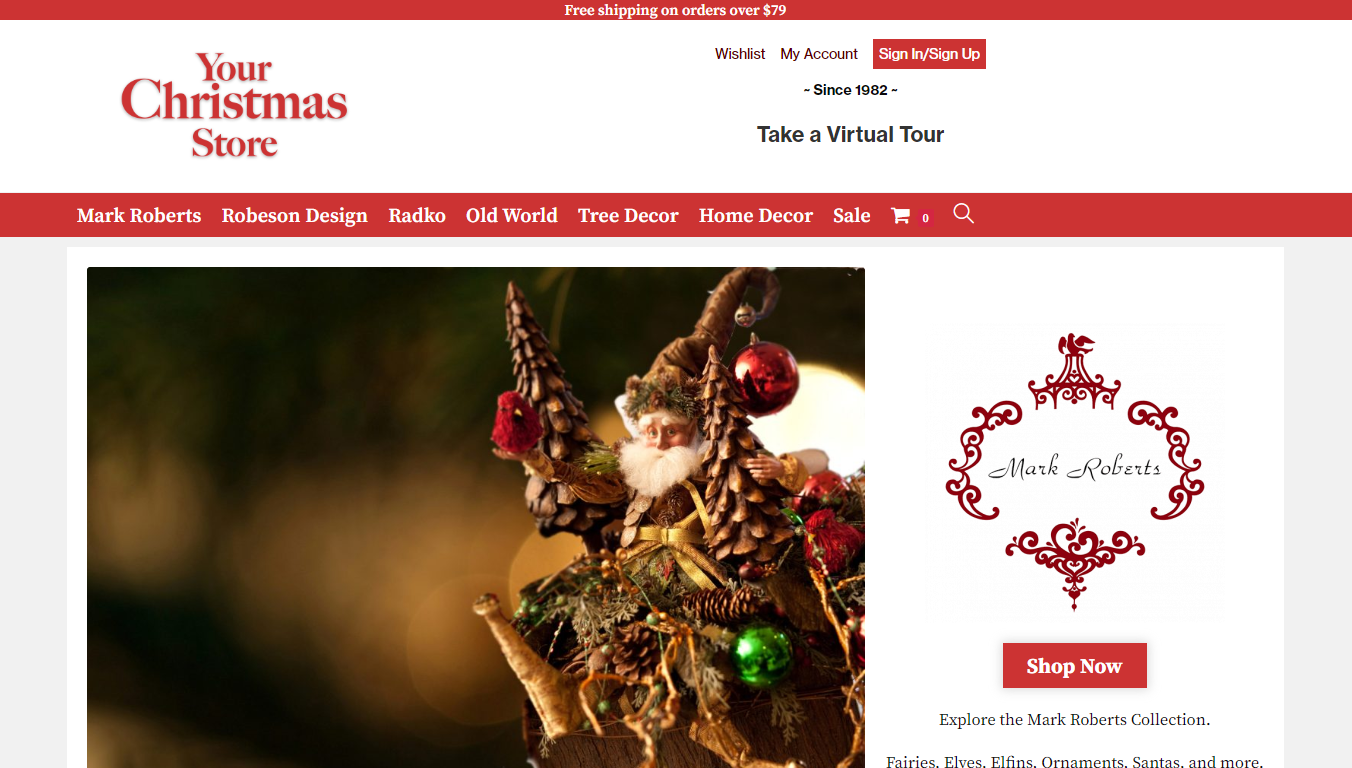 Free shipping on orders over $79
Your
Christmas
Store
Wishlist My Account Sign In/Sign Up
~ Since 1982 ~
Take a Virtual Tour
Mark Roberts Robeson Design Radko Old World Tree Decor Home Decor Sale 0
Mark Roberts
Shop Now
Explore the Mark Roberts Collection.
Fairies, Elves, Elfins, Ornaments, Santas, and more.